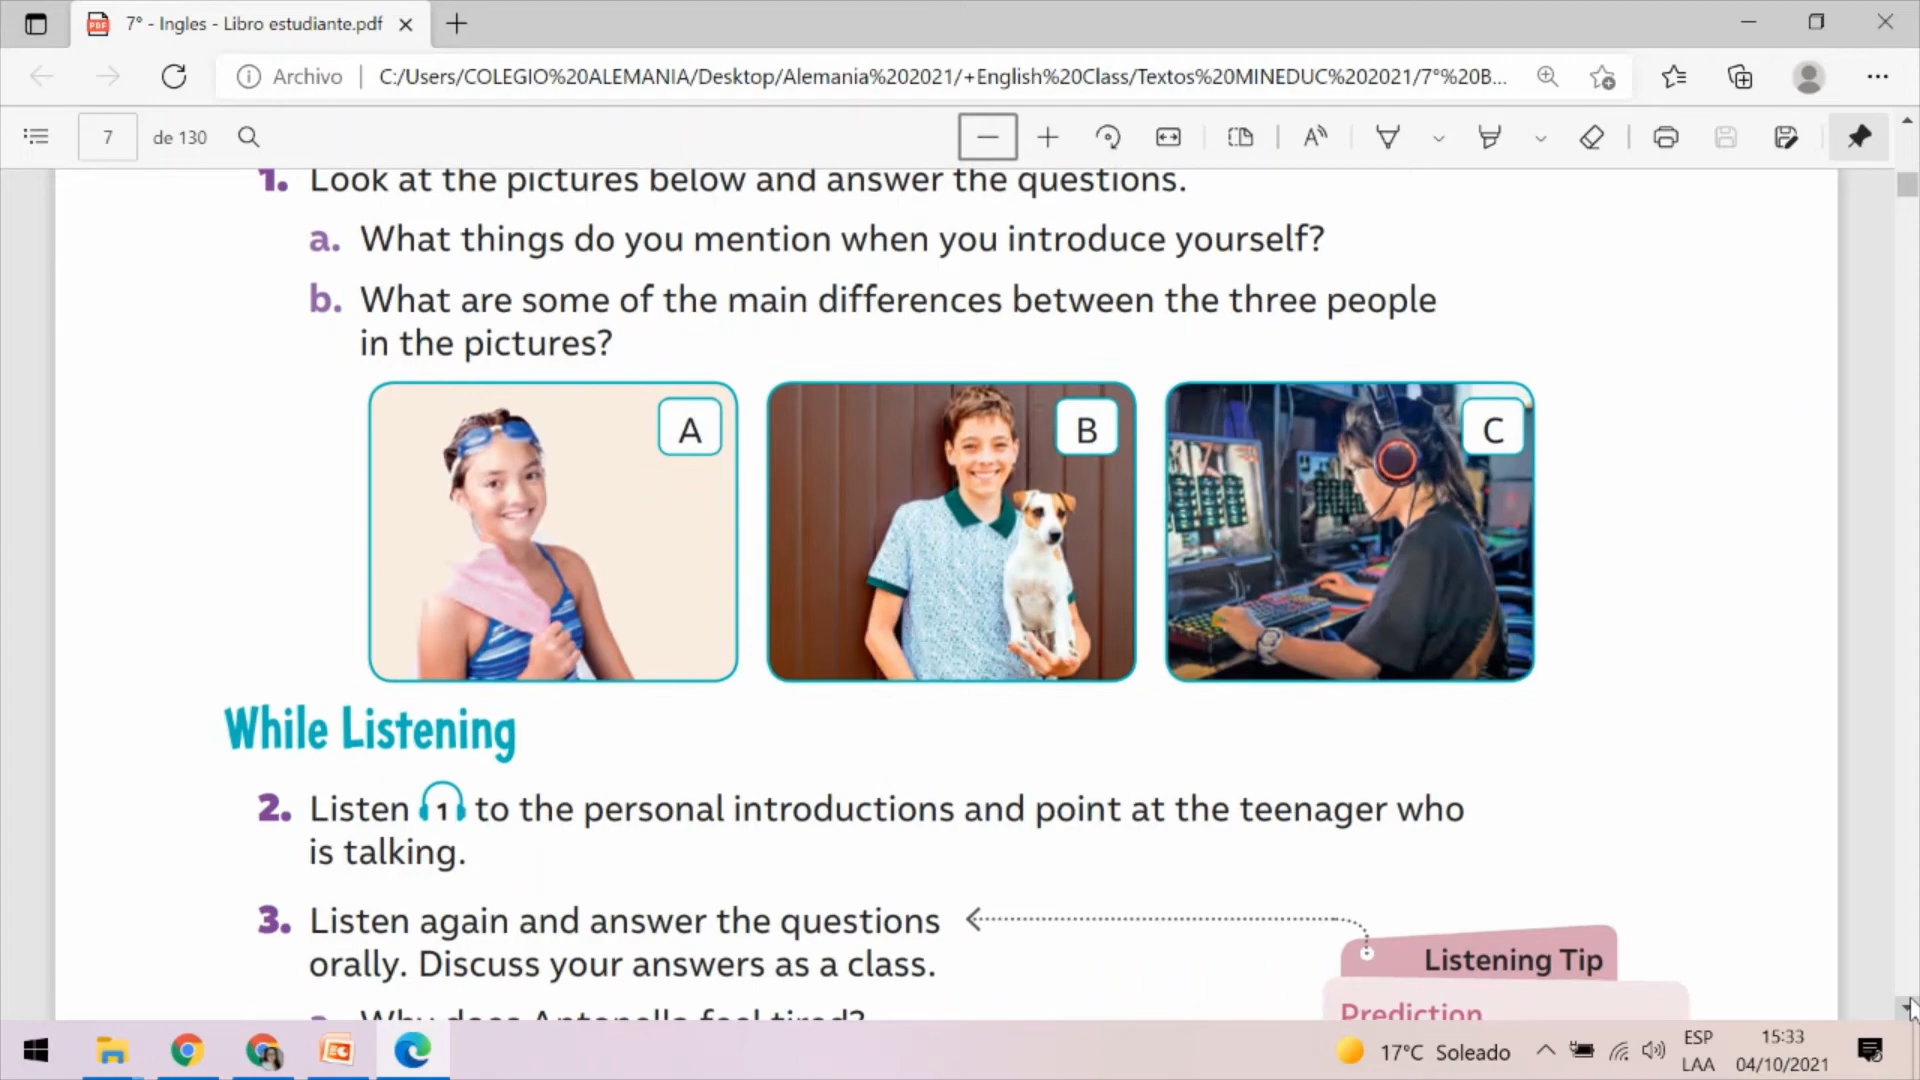 7° - Ingles - Libro estudiante.pdf
Archivo
C:/Users/COLEGIO%20ALEMANIA/Desktop/Alemania%202021/+English%20Class/Textos%20MINEDUC%202021/7°%20B...
7 de 130
1. Look at the pictures below and answer the questions.
a. What things do you mention when you introduce yourself?
b. What are some of the main differences between the three people
in the pictures?
A
B
C
While Listening
2. Listen 1 to the personal introductions and point at the teenager who
is talking.
3. Listen again and answer the questions
orally. Discuss your answers as a class.
Listening Tip
Prediction
a. Why does Antonella feel tired?
17°C Soleado
ESP
LAA
15:33
04/10/2021